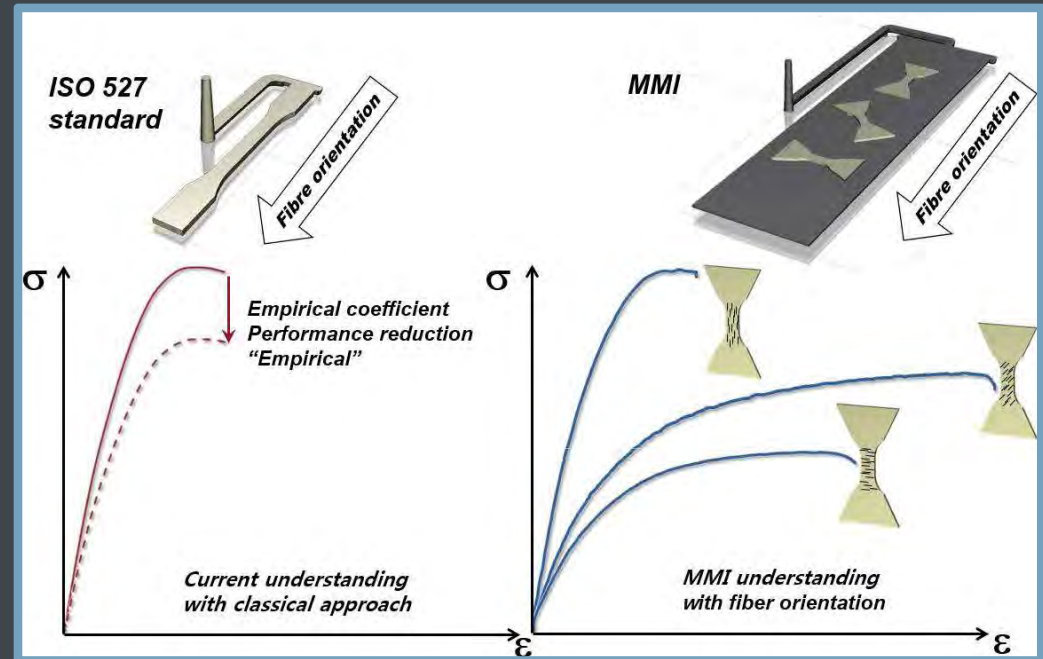 ISO 527
standard
Fibre orientation
MMI
Fibre orientation
σ
Empirical coefficient
Performance reduction
“Empirical”
Current understanding
with classical approach
ε
σ
MMI understanding
with fiber orientation
ε